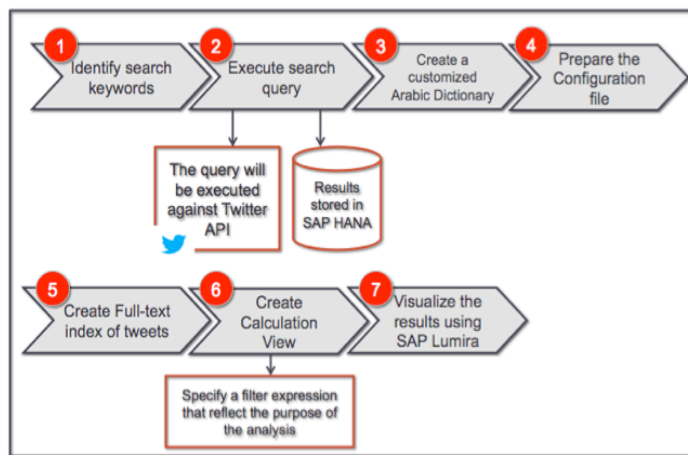 1
Identify search
keywords
2
Execute search
query
3
Create a
customized
Arabic Dictionary
4
Prepare the
Configuration
file
The query will
be executed
against Twitter
API
Results
stored in
SAP HANA
5
Create Full-text
index of tweets
6
Create
Calculation
View
7
Visualize the
results using
SAP Lumira
Specify a filter expression
that reflect the purpose of
the analysis